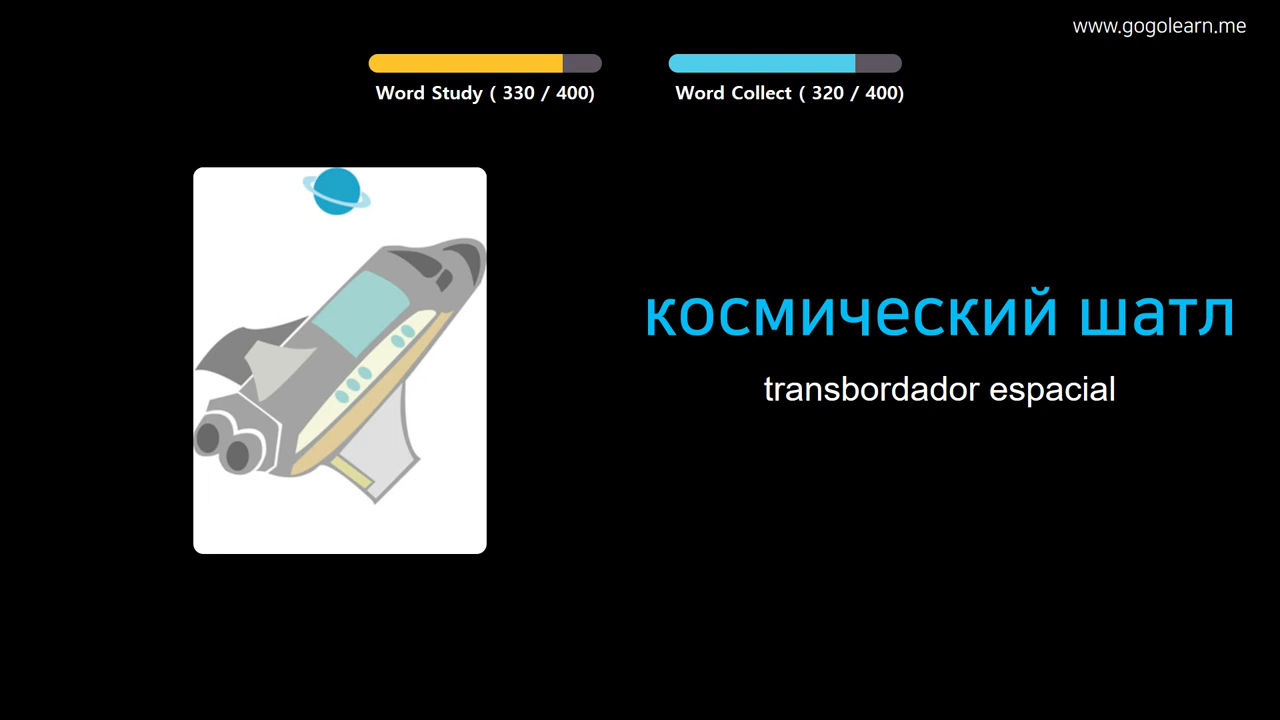 www.gogolearn.me
Word Study ( 330 / 400)
Word Collect ( 320 / 400)
космический шатл
transbordador espacial